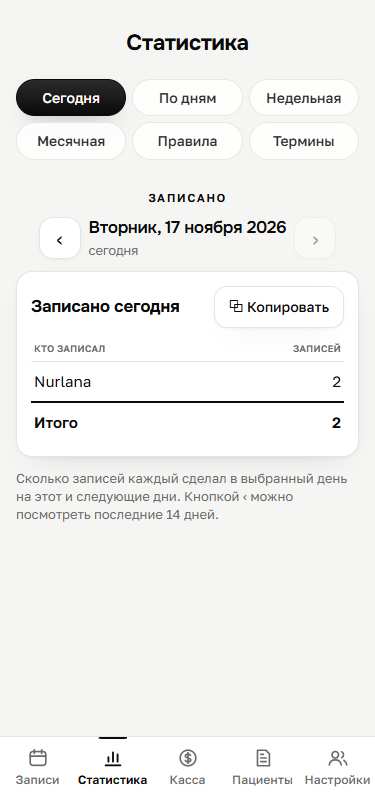 Статистика
Сегодня
По дням
Недельная
Месячная
Правила
Термины
ЗАПИСАНО
‹
Вторник, 17 ноября 2026
сегодня
›
Записано сегодня
Копировать
КТО ЗАПИСАЛ ЗАПИСЕЙ
Nurlana 2
Итого 2
Сколько записей каждый сделал в выбранный день
на этот и следующие дни. Кнопкой ‹ можно
посмотреть последние 14 дней.
Записи
Статистика
Касса
Пациенты
Настройки